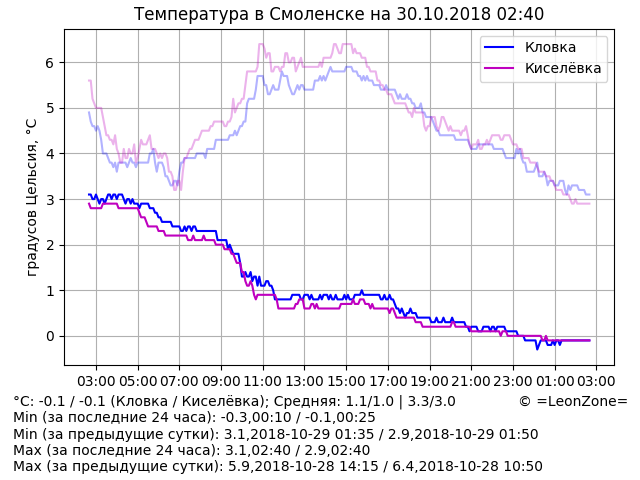 Температура в Смоленске на 30.10.2018 02:40
Кловка
Киселёвка
градусов Цельсия, °C
6
5
4
3
2
1
0
03:00 05:00 07:00 09:00 11:00 13:00 15:00 17:00 19:00 21:00 23:00 01:00 03:00
°C: -0.1 / -0.1 (Кловка / Киселёвка); Средняя: 1.1/1.0 | 3.3/3.0 © =LeonZone=
Min (за последние 24 часа): -0.3,00:10 / -0.1,00:25
Min (за предыдущие сутки): 3.1,2018-10-29 01:35 / 2.9,2018-10-29 01:50
Max (за последние 24 часа): 3.1,02:40 / 2.9,02:40
Max (за предыдущие сутки): 5.9,2018-10-28 14:15 / 6.4,2018-10-28 10:50